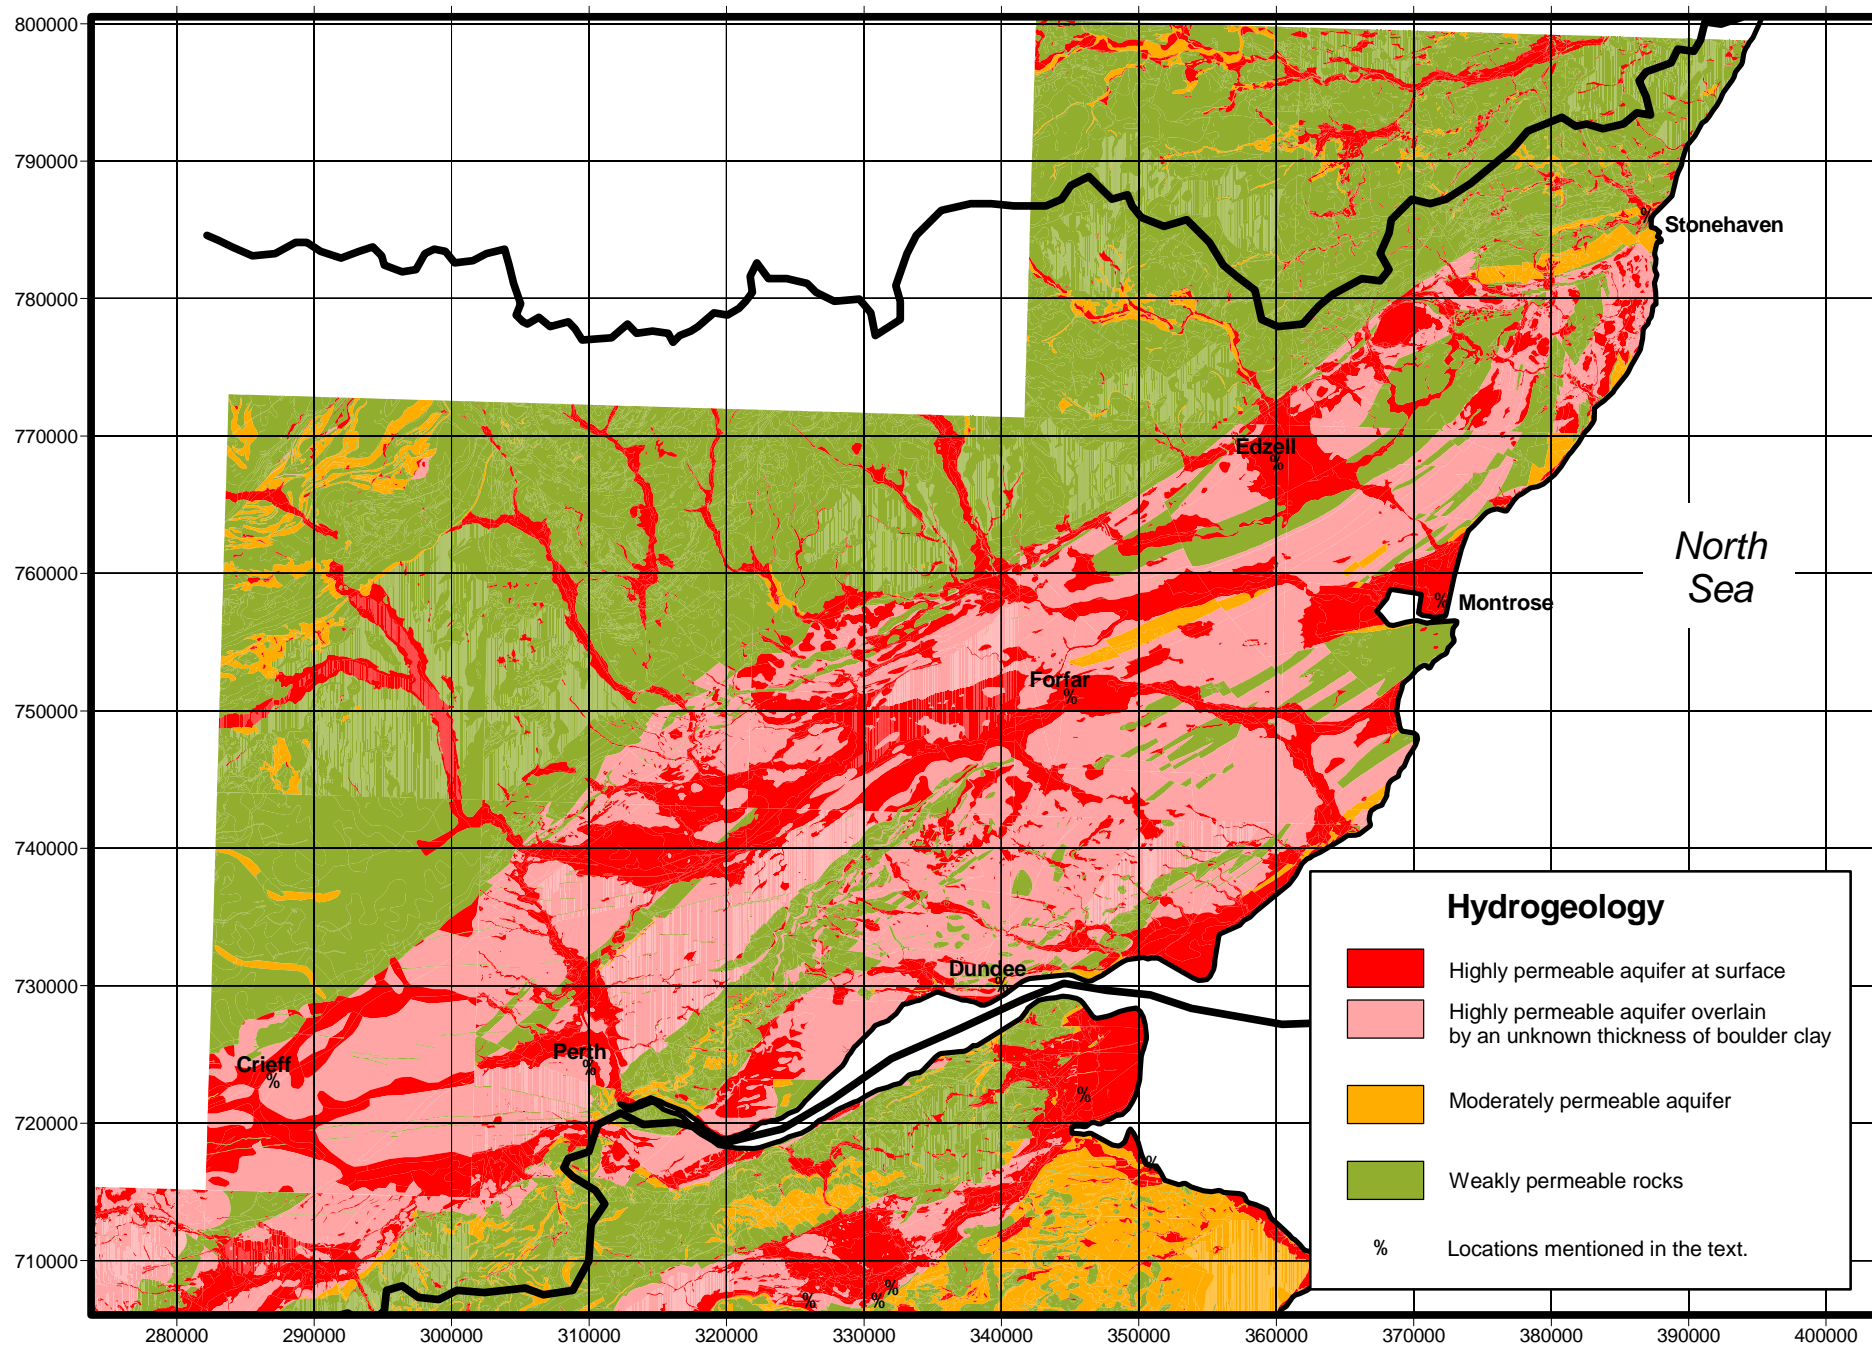 800000
790000
780000
770000
760000
750000
740000
730000
720000
710000
Stonehaven
Edzell
%
North
Sea
% Montrose
Forfar
%
Dundee
%
Perth
%
Crieff
%
%
%
%
%
%
%
Hydrogeology
Highly permeable aquifer at surface
Highly permeable aquifer overlain
by an unknown thickness of boulder clay
Moderately permeable aquifer
Weakly permeable rocks
% Locations mentioned in the text.
280000 290000 300000 310000 320000 330000 340000 350000 360000 370000 380000 390000 400000